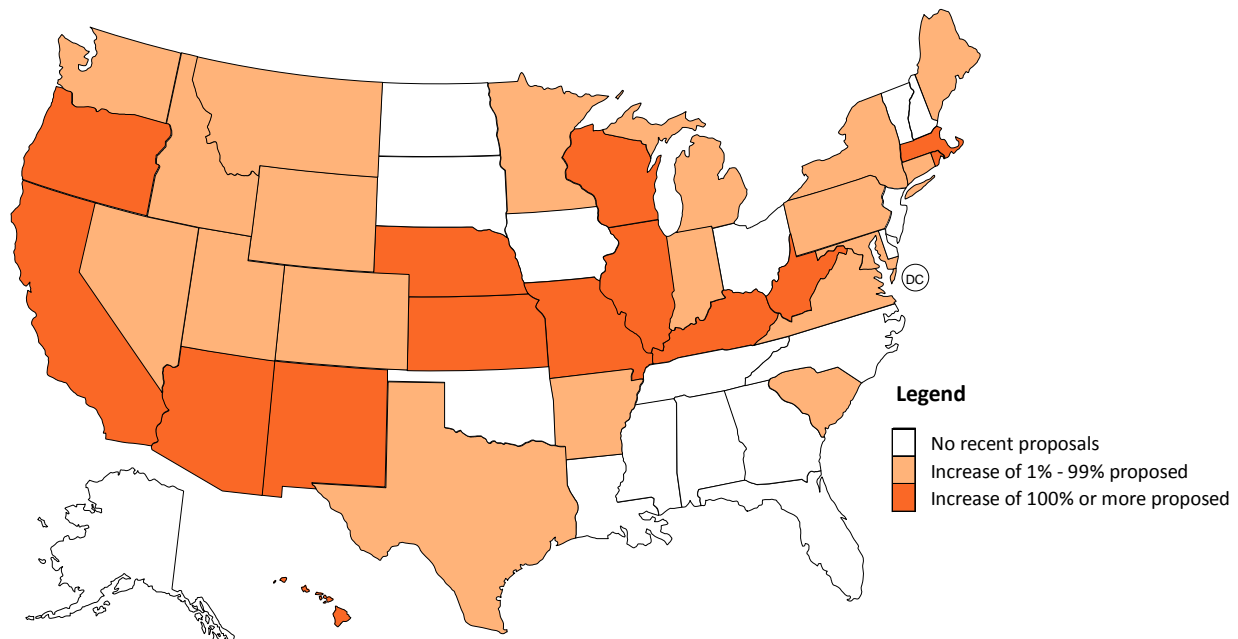 DC
Legend
No recent proposals
Increase of 1% - 99% proposed
Increase of 100% or more proposed